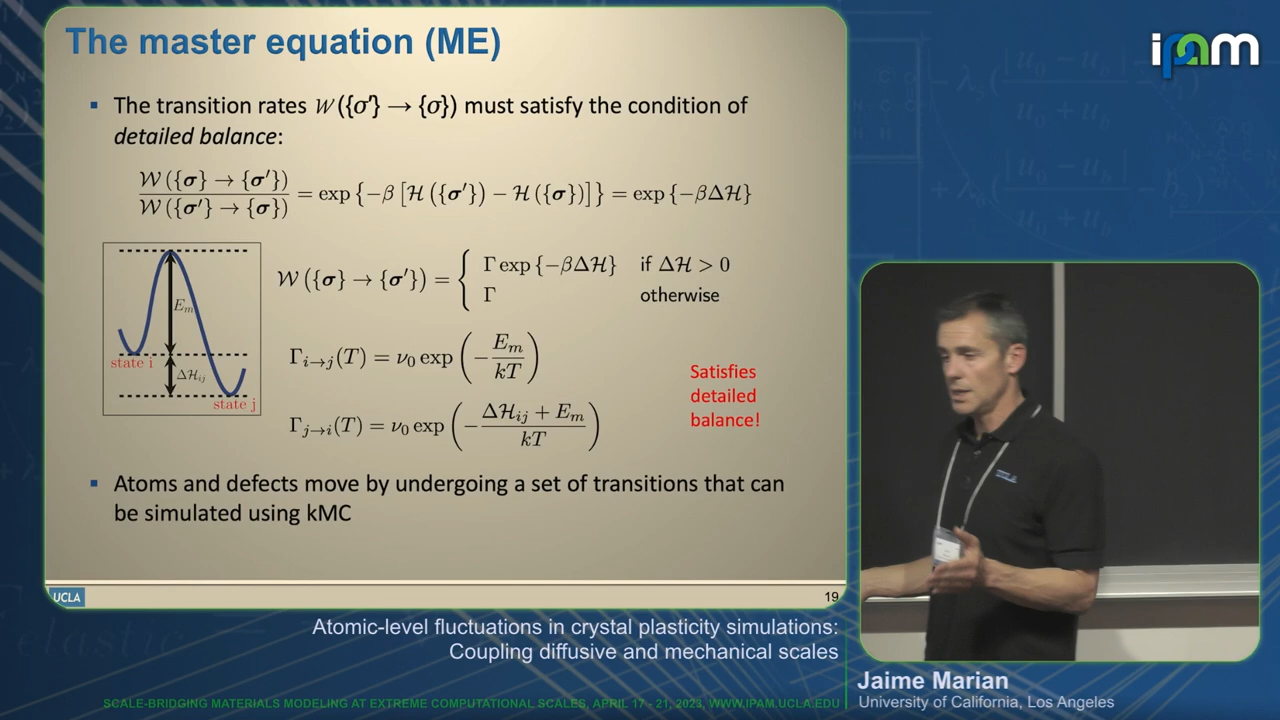 The master equation (ME)
ipam
▪ The transition rates 𝒲({σ'} → {σ}) must satisfy the condition of
detailed balance:
𝒲({σ} → {σ'}) / 𝒲({σ'} → {σ}) = exp{−β[ℋ({σ'}) − ℋ({σ})]} = exp{−βΔℋ}
𝒲({σ} → {σ'}) = { Γ exp{−βΔℋ} if Δℋ > 0
Γ otherwise
E_m
state i
Δℋ_ij
state j
Γ_i→j(T) = ν_0 exp(−E_m/kT)
Γ_j→i(T) = ν_0 exp(−(Δℋ_ij + E_m)/kT)
Satisfies
detailed
balance!
▪ Atoms and defects move by undergoing a set of transitions that can
be simulated using kMC
UCLA
19
Atomic-level fluctuations in crystal plasticity simulations:
Coupling diffusive and mechanical scales
Jaime Marian
University of California, Los Angeles
SCALE-BRIDGING MATERIALS MODELING AT EXTREME COMPUTATIONAL SCALES, APRIL 17 - 21, 2023, WWW.IPAM.UCLA.EDU